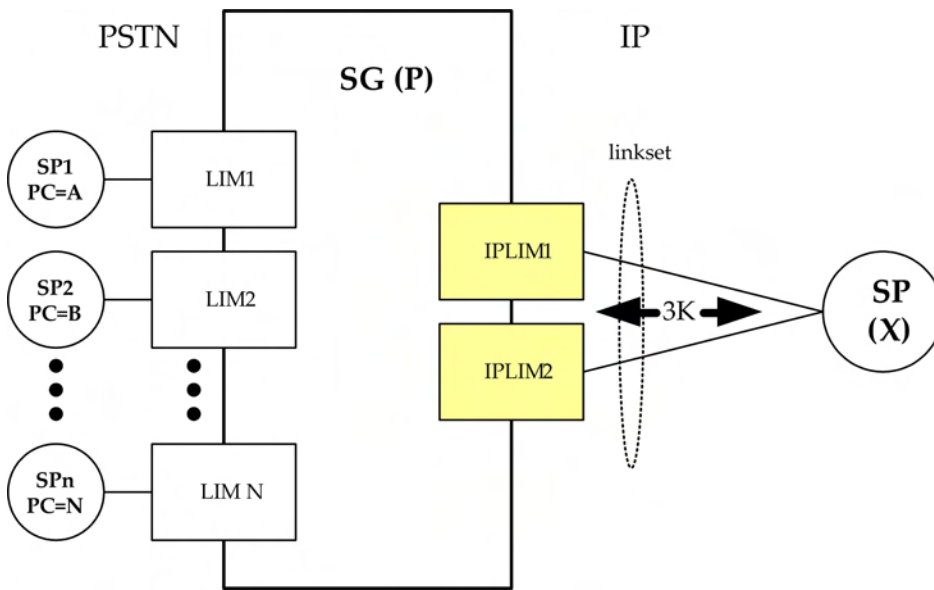 PSTN
IP
SG (P)
linkset
SP1
PC=A
LIM1
IPLIM1
SP2
PC=B
LIM2
3K
SP
(X)
IPLIM2
SPn
PC=N
LIM N